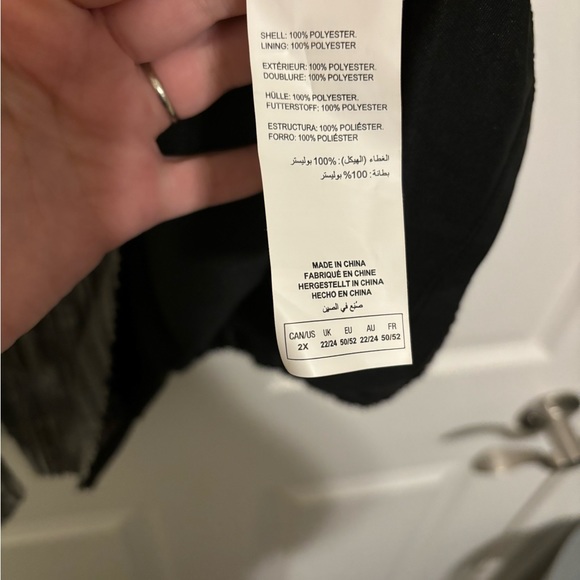 SHELL: 100% POLYESTER.
LINING: 100% POLYESTER
EXTÉRIEUR: 100% POLYESTER.
DOUBLURE: 100% POLYESTER
HÜLLE: 100% POLYESTER.
FUTTERSTOFF: 100% POLYESTER
ESTRUCTURA: 100% POLIÉSTER.
FORRO: 100% POLIÉSTER
الغطاء (الهيكل): %100 بوليستر
بطانة: 100% بوليستر
MADE IN CHINA
FABRIQUÉ EN CHINE
HERGESTELLT IN CHINA
HECHO EN CHINA
صُنع في الصين
CAN/US UK EU AU FR
2X 22/24 50/52 22/24 50/52